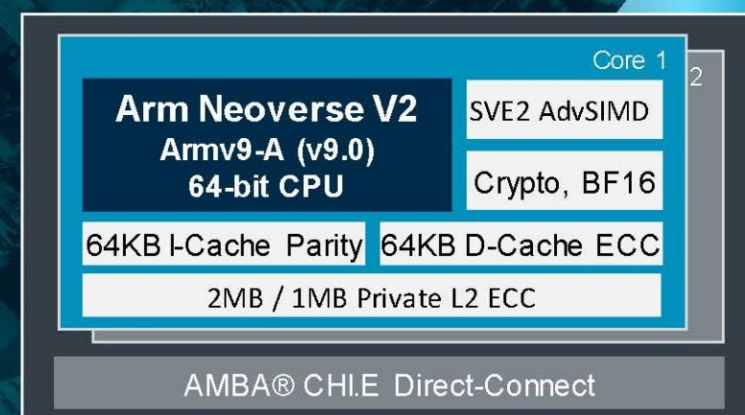 Core 1
2
Arm Neoverse V2
Armv9-A (v9.0)
64-bit CPU
SVE2 AdvSIMD
Crypto, BF16
64KB I-Cache Parity
64KB D-Cache ECC
2MB / 1MB Private L2 ECC
AMBA® CHI.E Direct-Connect